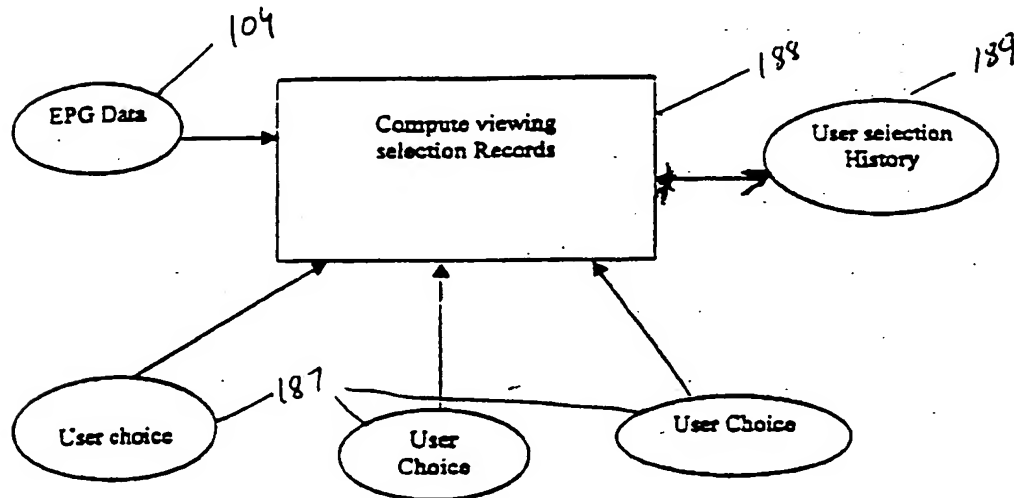 104
188
189
EPG Data
Compute viewing
selection Records
User selection
History
187
User choice
User
Choice
User Choice